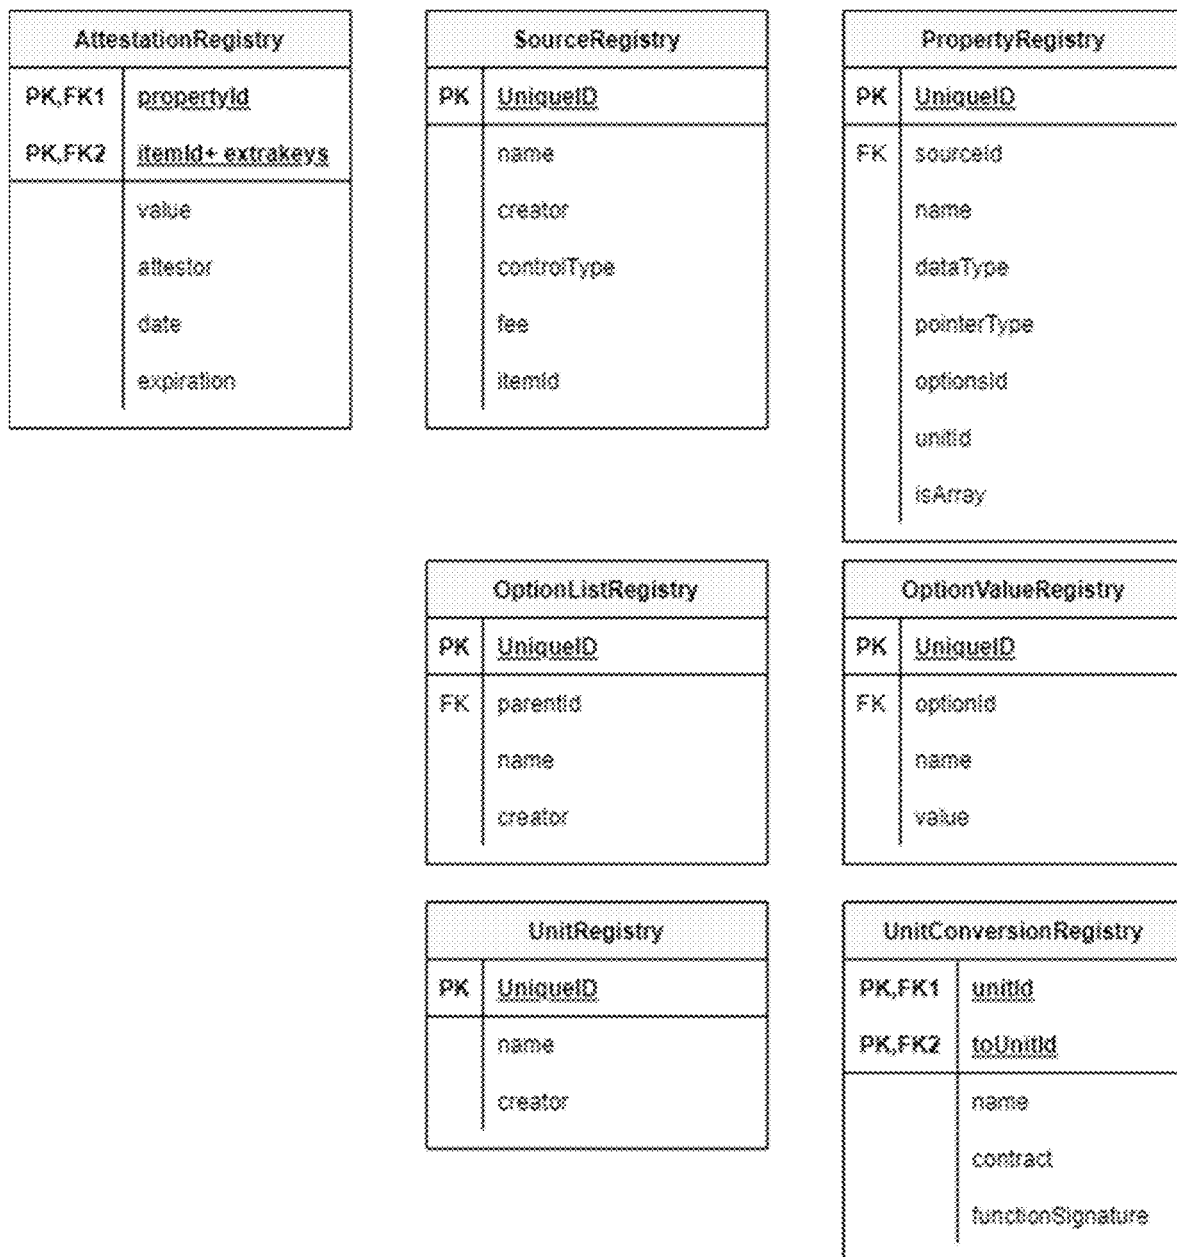 AttestationRegistry
PK,FK1 propertyId
PK,FK2 itemId+ extrakeys
value
attestor
date
expiration
SourceRegistry
PK UniqueID
name
creator
controlType
fee
itemId
PropertyRegistry
PK UniqueID
FK sourceId
name
dataType
pointerType
optionsId
unitId
isArray
OptionListRegistry
PK UniqueID
FK parentId
name
creator
OptionValueRegistry
PK UniqueID
FK optionId
name
value
UnitRegistry
PK UniqueID
name
creator
UnitConversionRegistry
PK,FK1 unitId
PK,FK2 toUnitId
name
contract
functionSignature